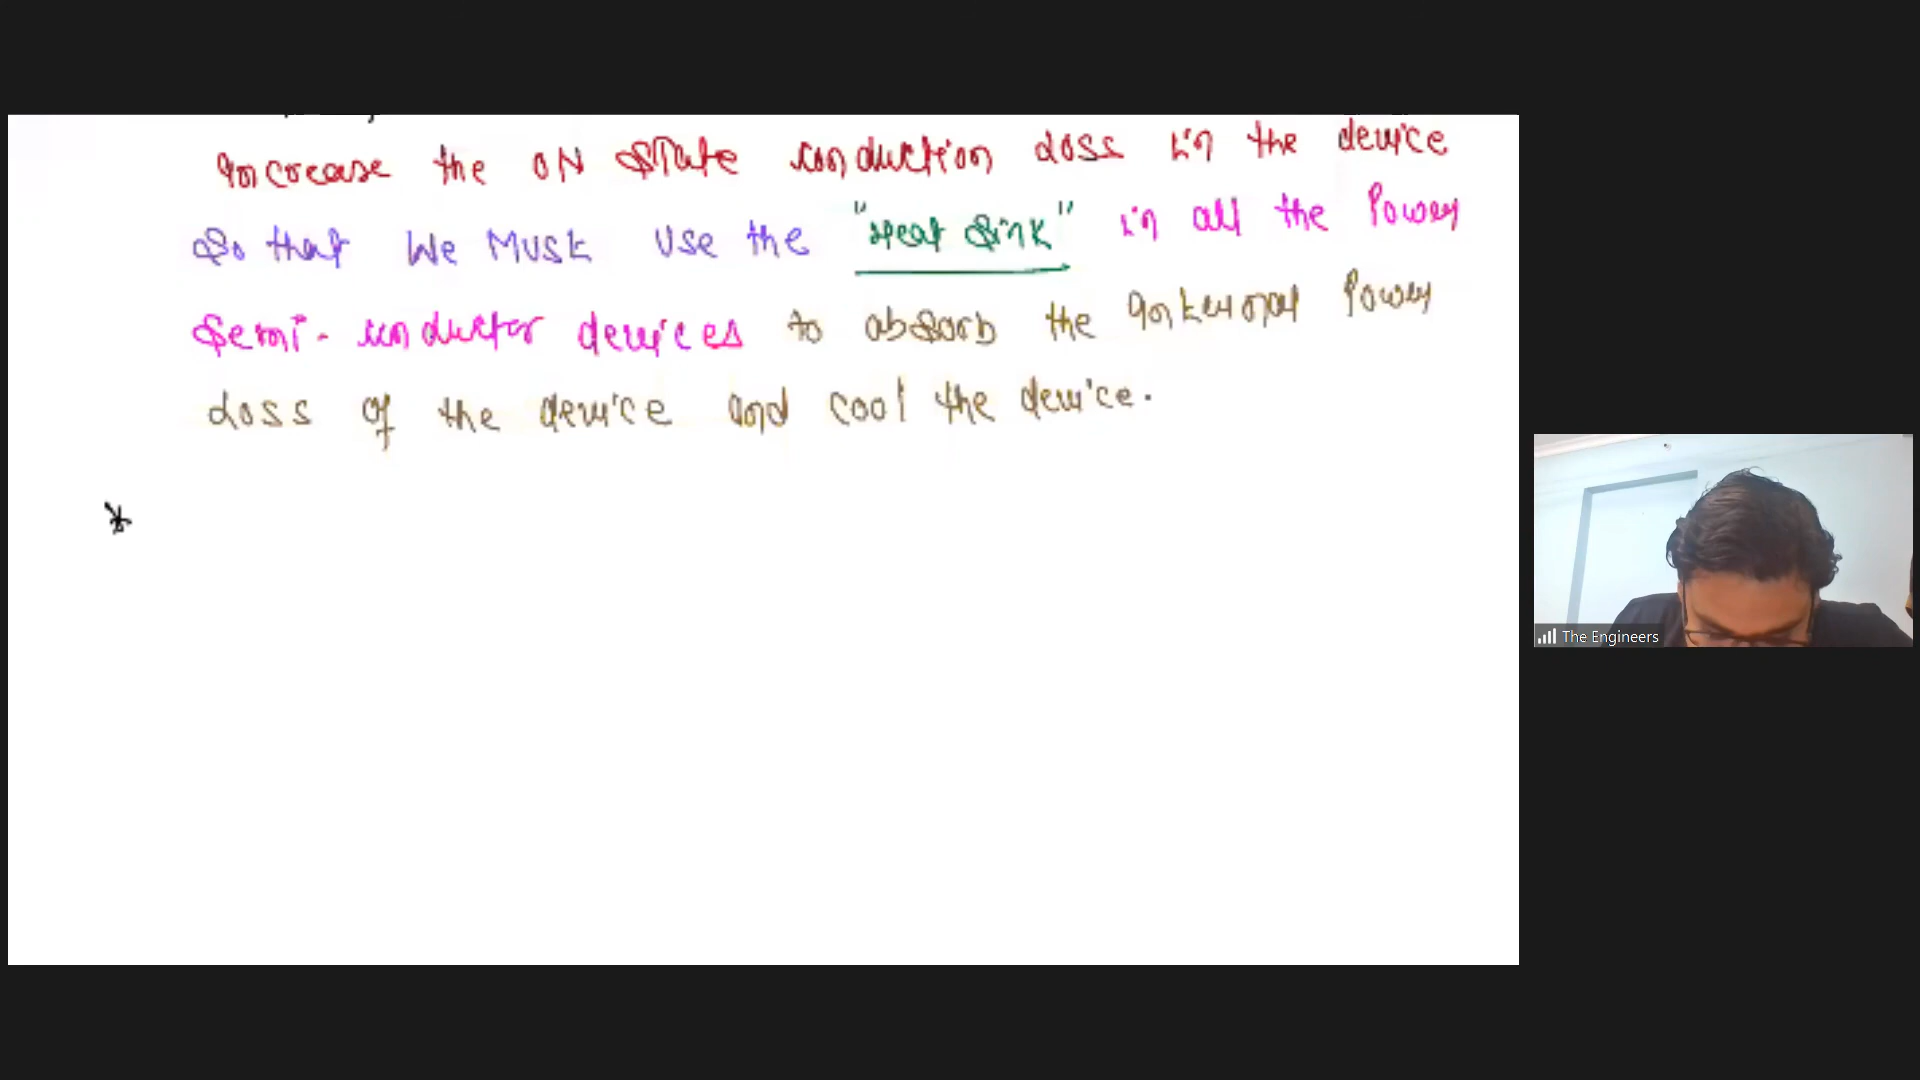 Increase the ON state conduction loss in the device
So that We Must Use the "Heat Sink" in all the Power
Semi-conductor devices to absorb the Internal Power
loss of the device and cool the device.
*
The Engineers